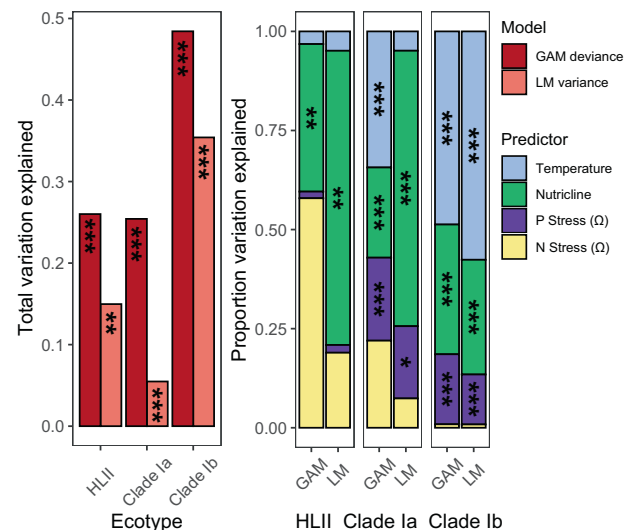 Total variation explained
0.5
0.4
0.3
0.2
0.1
0.0
***
**
***
***
***
***
HLII
Clade Ia
Clade Ib
Ecotype
Proportion variation explained
1.00
0.75
0.50
0.25
0.00
**
**
***
***
***
***
*
***
***
***
***
***
***
GAM
LM
GAM
LM
GAM
LM
HLII
Clade Ia
Clade Ib
Model
GAM deviance
LM variance
Predictor
Temperature
Nutricline
P Stress (Ω)
N Stress (Ω)